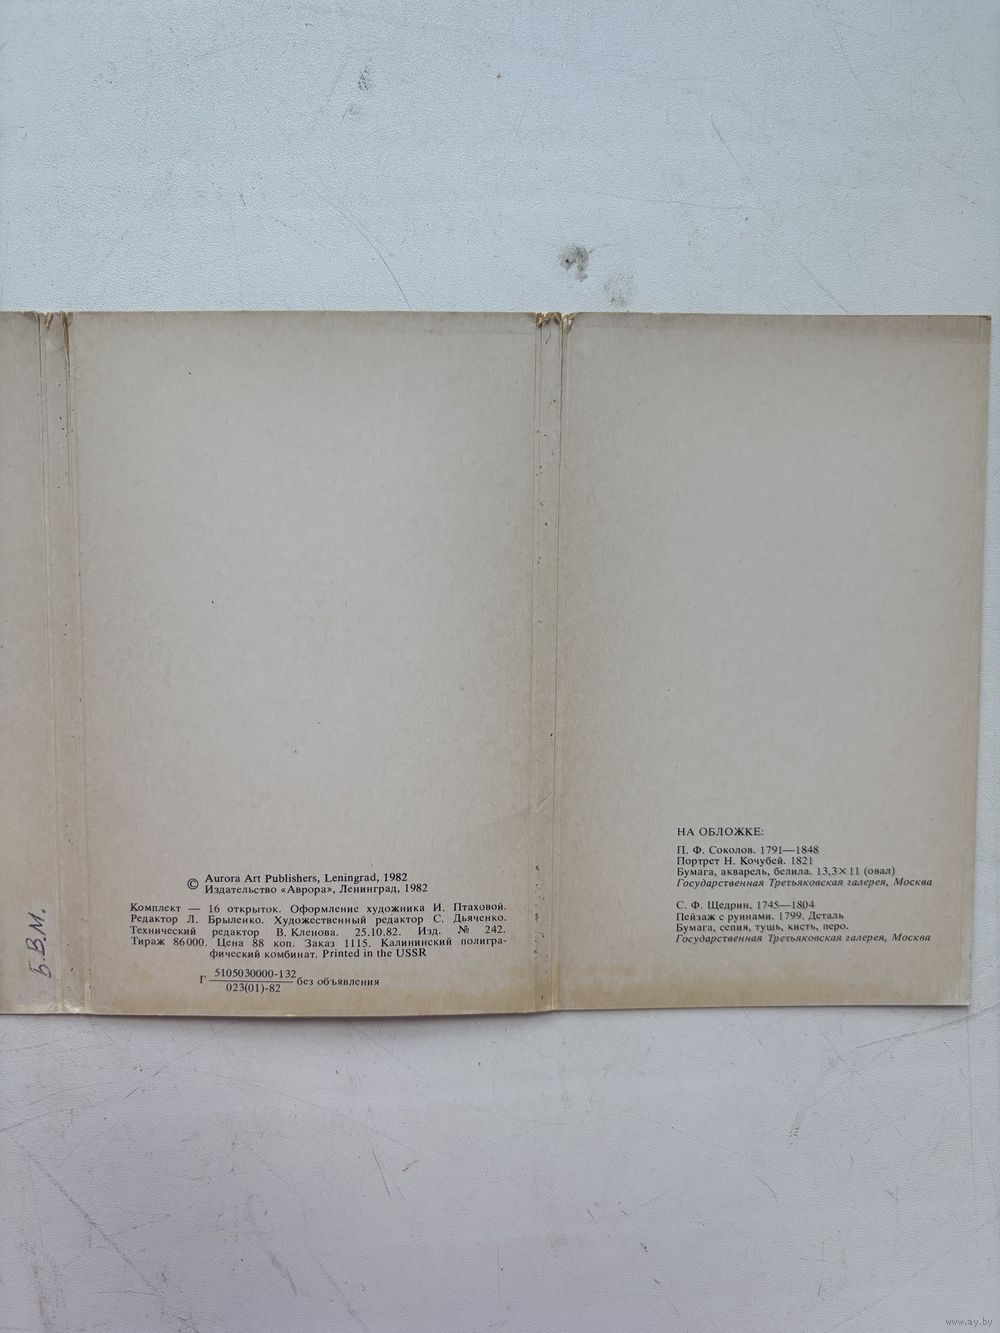 Б.В.М.
© Aurora Art Publishers, Leningrad, 1982
Издательство «Аврора», Ленинград, 1982
Комплект — 16 открыток. Оформление художника И. Птаховой.
Редактор Л. Брыленко. Художественный редактор С. Дьяченко.
Технический редактор В. Кленова. 25.10.82. Изд. № 242.
Тираж 86000. Цена 88 коп. Заказ 1115. Калининский полигра-
фический комбинат. Printed in the USSR
Г 5105030000-132
023(01)-82 без объявления
НА ОБЛОЖКЕ:
П. Ф. Соколов. 1791—1848
Портрет Н. Кочубей. 1821
Бумага, акварель, белила. 13,3×11 (овал)
Государственная Третьяковская галерея, Москва
С. Ф. Щедрин, 1745—1804
Пейзаж с руинами. 1799. Деталь
Бумага, сепия, тушь, кисть, перо.
Государственная Третьяковская галерея, Москва
www.ay.by